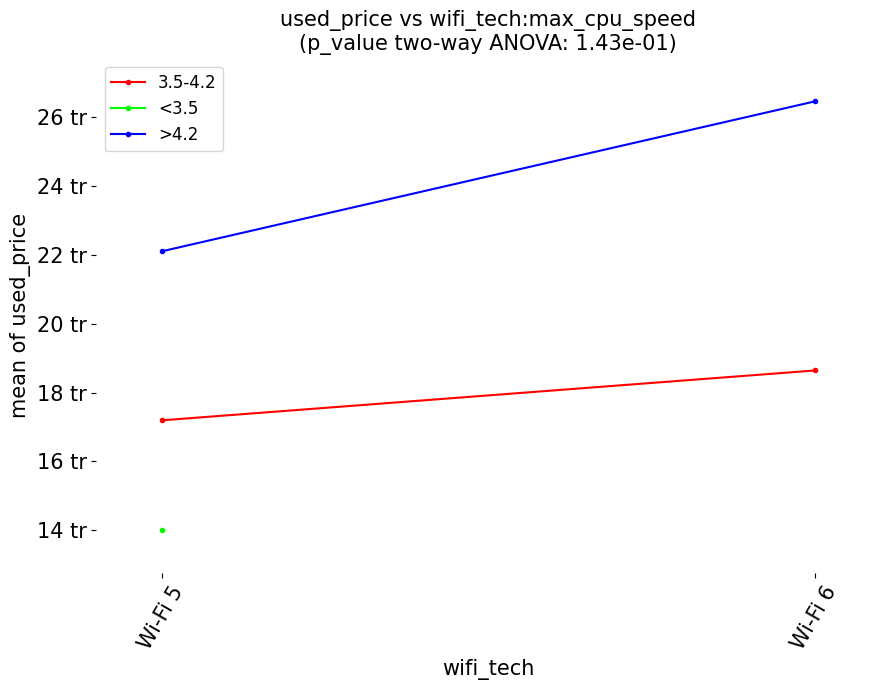 used_price vs wifi_tech:max_cpu_speed
(p_value two-way ANOVA: 1.43e-01)
3.5-4.2
<3.5
>4.2
26 tr
24 tr
22 tr
20 tr
18 tr
16 tr
14 tr
mean of used_price
Wi-Fi 5
Wi-Fi 6
wifi_tech